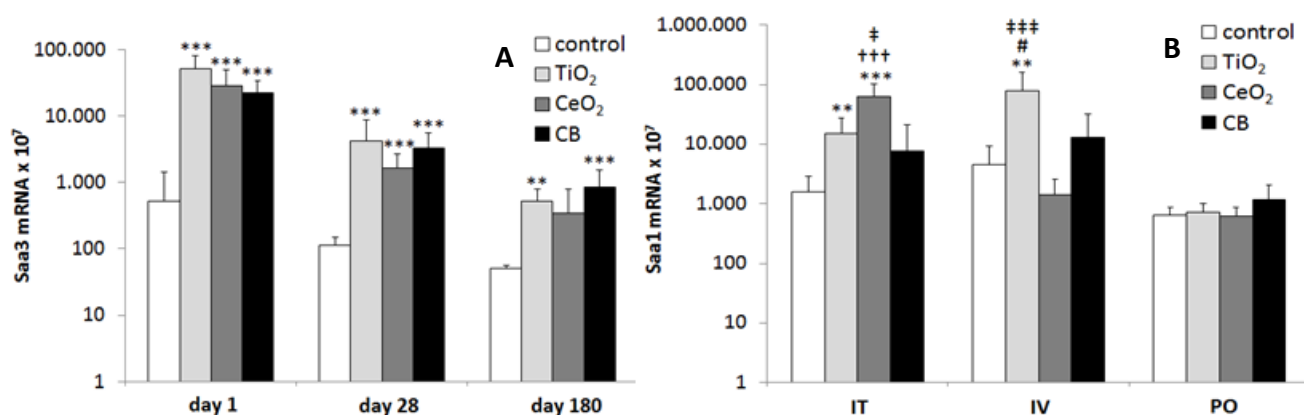 Saa3 mRNA x 10⁷
100.000
10.000
1.000
100
10
1
***
***
***
***
***
***
**
***
day 1
day 28
day 180
A
control
TiO₂
CeO₂
CB
Saa1 mRNA x 10⁷
1.000.000
100.000
10.000
1.000
100
10
1
**
‡
†††
***
‡‡‡
#
**
IT
IV
PO
B
control
TiO₂
CeO₂
CB